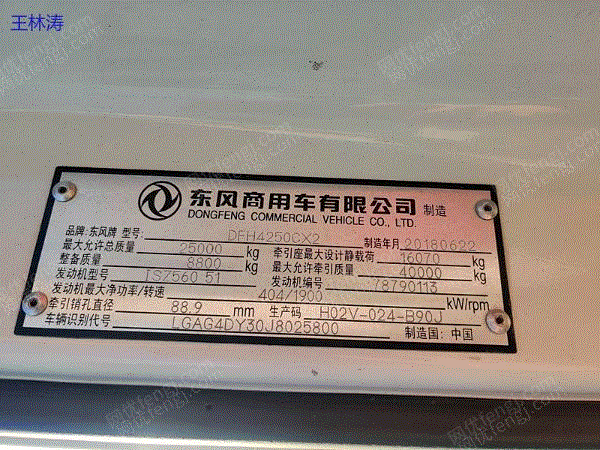 王林涛
东风商用车有限公司 制造
DONGFENG COMMERCIAL VEHICLE CO., LTD.
品牌: 东风牌 型号: DFH4250CX2 制造年月 20180622
最大允许总质量 25000 kg 牵引座最大设计静载荷 16070 kg
整备质量 8800 kg 最大允许牵引质量 40000 kg
发动机型号 ISZ560 51 发动机编号 78790113
发动机最大净功率/转速 404/1900 kW/rpm
牵引销孔直径 88.9 mm 生产码 H02V-024-B90J
车辆识别代号 LGAG4DY30J8025800 制造国: 中国